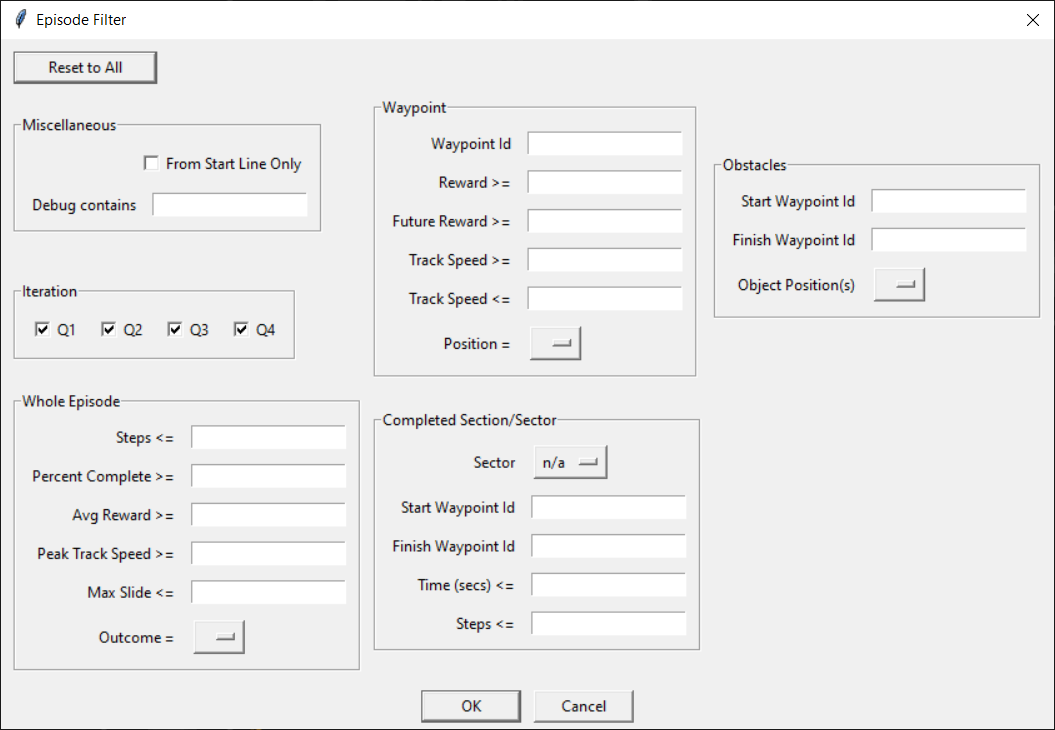 Episode Filter
Reset to All
Miscellaneous
From Start Line Only
Debug contains
Iteration
Q1 Q2 Q3 Q4
Whole Episode
Steps <=
Percent Complete >=
Avg Reward >=
Peak Track Speed >=
Max Slide <=
Outcome =
Waypoint
Waypoint Id
Reward >=
Future Reward >=
Track Speed >=
Track Speed <=
Position =
Completed Section/Sector
Sector n/a
Start Waypoint Id
Finish Waypoint Id
Time (secs) <=
Steps <=
Obstacles
Start Waypoint Id
Finish Waypoint Id
Object Position(s)
OK Cancel